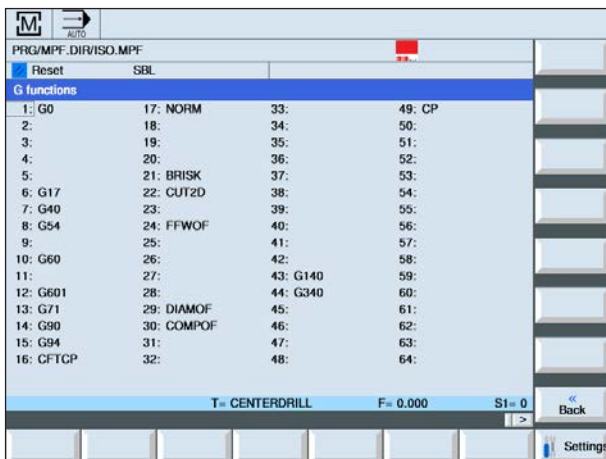 M
AUTO
PRG/MPF.DIR/ISO.MPF
Reset SBL
G functions
1: G0 17: NORM 33: 49: CP
2: 18: 34: 50:
3: 19: 35: 51:
4: 20: 36: 52:
5: 21: BRISK 37: 53:
6: G17 22: CUT2D 38: 54:
7: G40 23: 39: 55:
8: G54 24: FFWOF 40: 56:
9: 25: 41: 57:
10: G60 26: 42: 58:
11: 27: 43: G140 59:
12: G601 28: 44: G340 60:
13: G71 29: DIAMOF 45: 61:
14: G90 30: COMPOF 46: 62:
15: G94 31: 47: 63:
16: CFTCP 32: 48: 64:
T= CENTERDRILL F= 0.000 S1= 0
>
«
Back
Settings